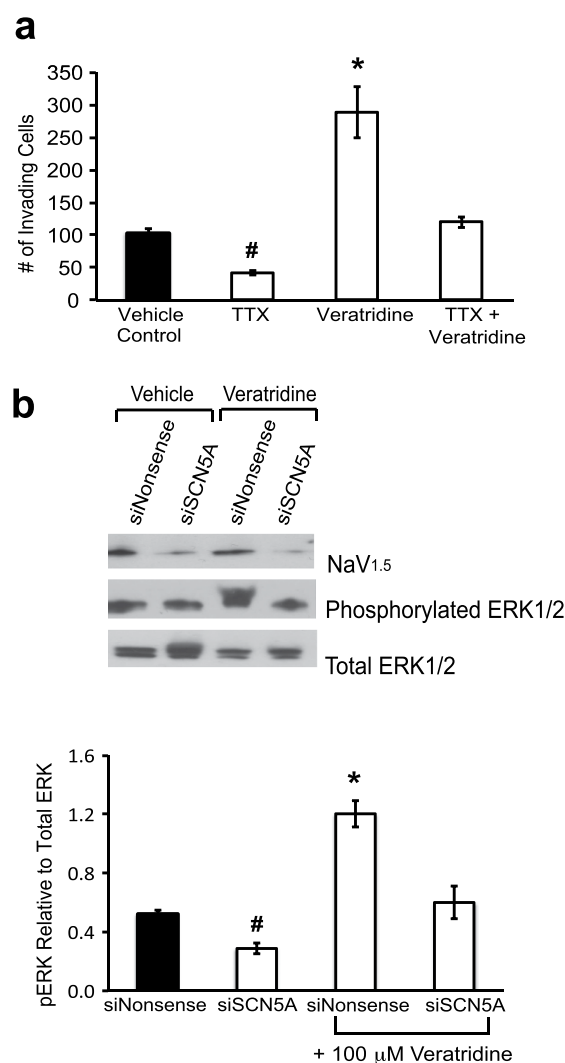 a
350
300
250
200
150
100
50
0
# of Invading Cells
#
*
Vehicle
Control
TTX
Veratridine
TTX +
Veratridine
b
Vehicle
Veratridine
siNonsense
siSCN5A
siNonsense
siSCN5A
NaV1.5
Phosphorylated ERK1/2
Total ERK1/2
1.6
1.2
0.8
0.4
0.0
pERK Relative to Total ERK
#
*
siNonsense siSCN5A siNonsense siSCN5A
+ 100 μM Veratridine